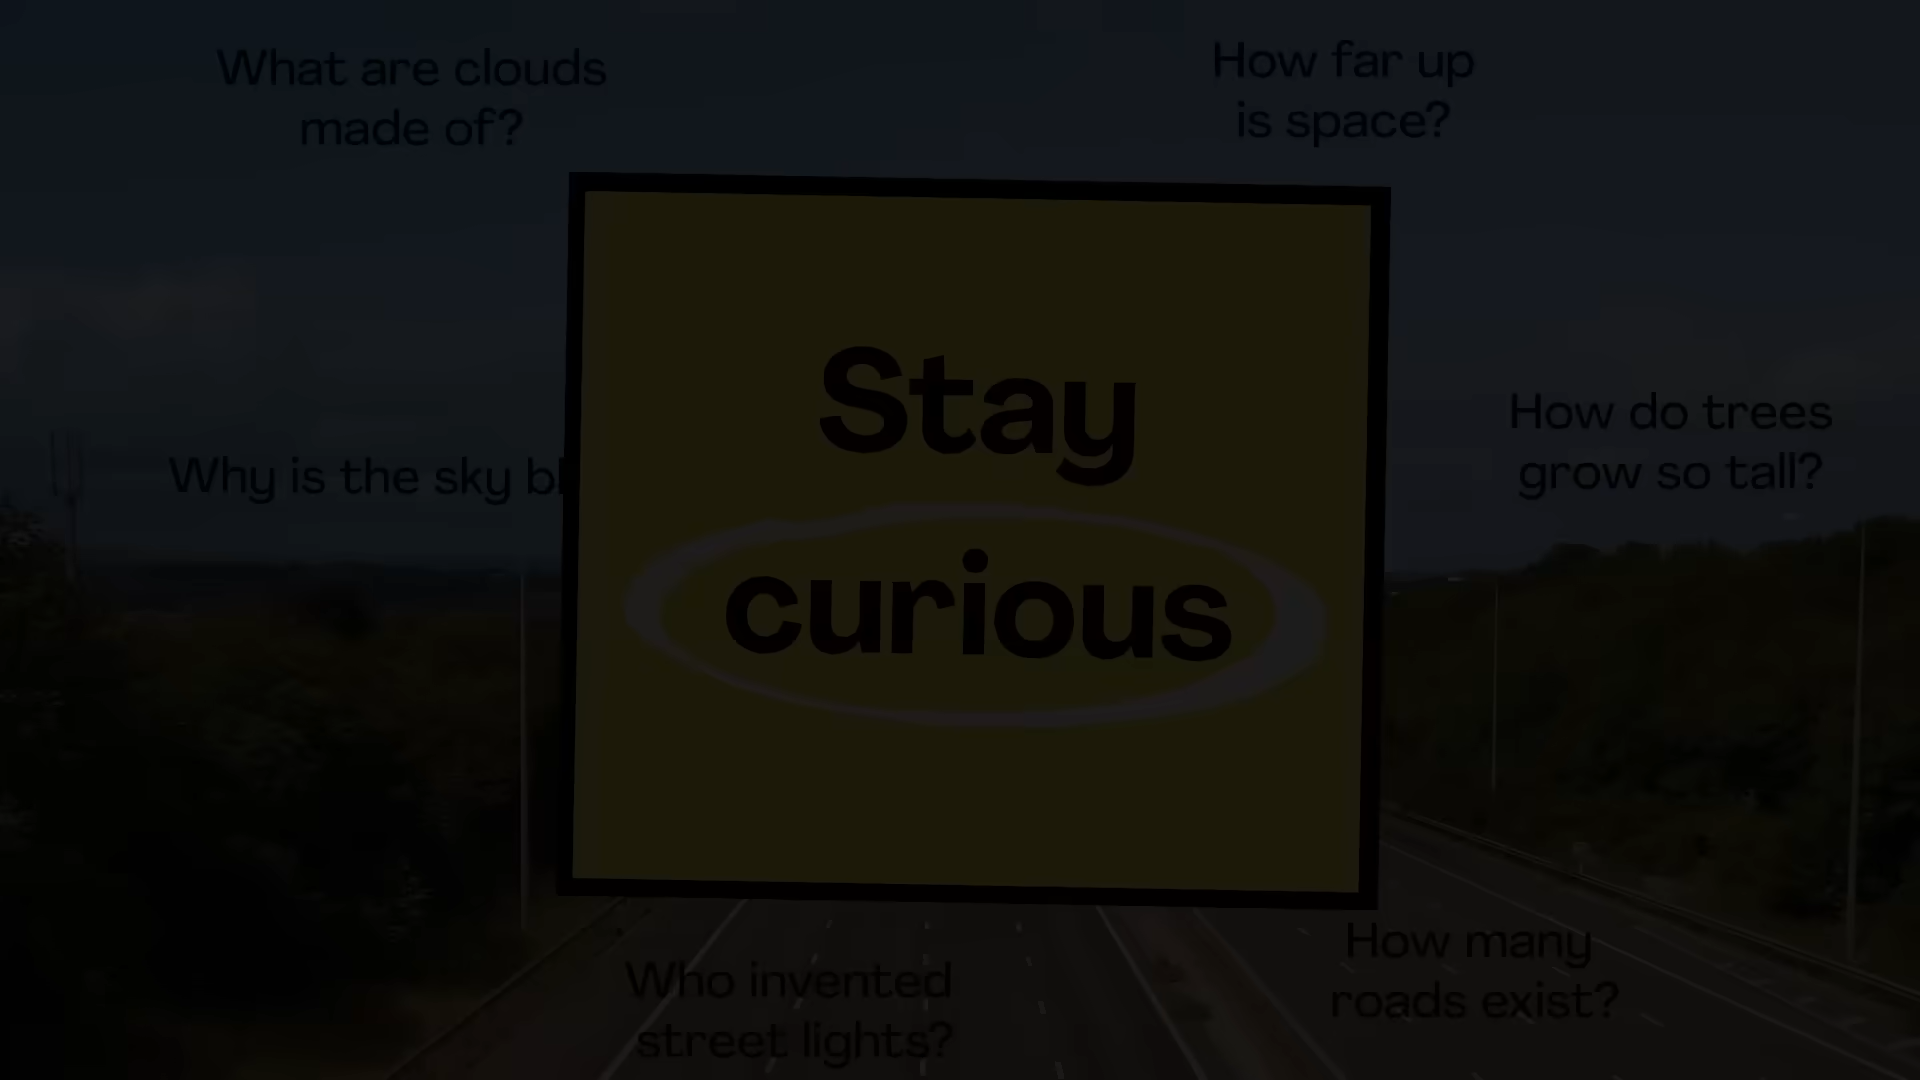 What are clouds
made of?
How far up
is space?
Stay
curious
Why is the sky bl
How do trees
grow so tall?
Who invented
street lights?
How many
roads exist?